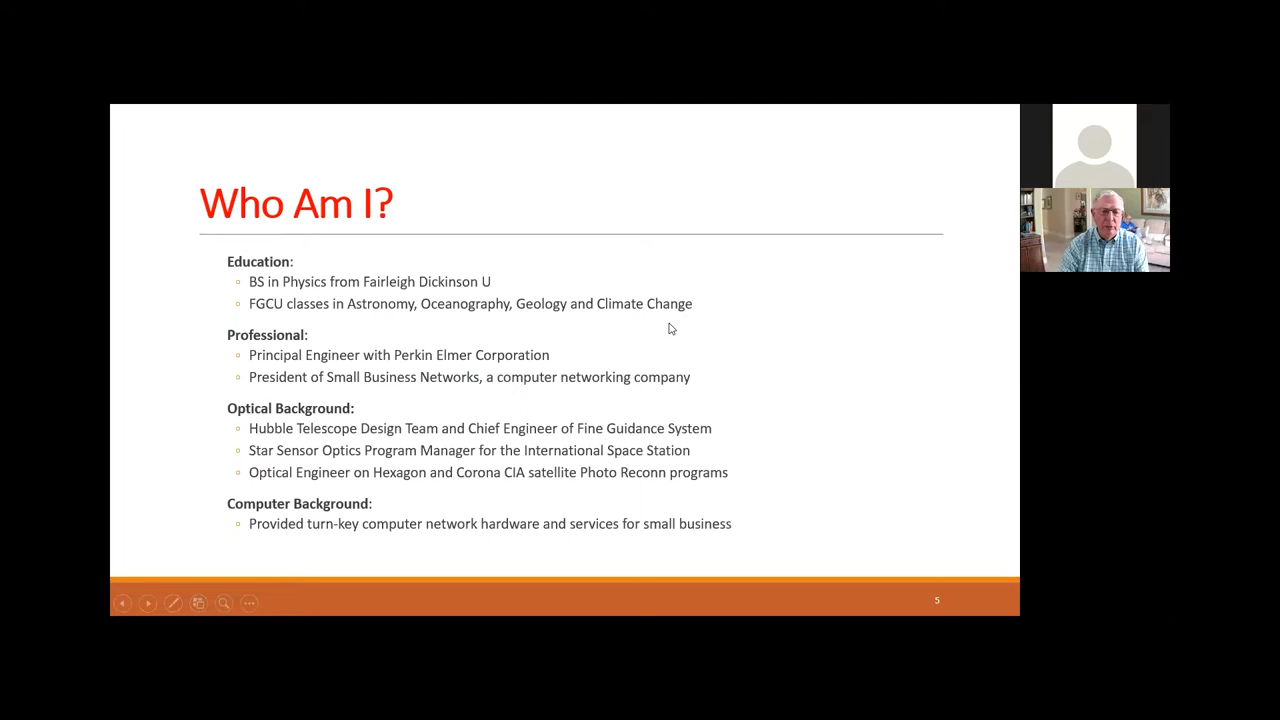 Who Am I?
Education:
BS in Physics from Fairleigh Dickinson U
FGCU classes in Astronomy, Oceanography, Geology and Climate Change
Professional:
Principal Engineer with Perkin Elmer Corporation
President of Small Business Networks, a computer networking company
Optical Background:
Hubble Telescope Design Team and Chief Engineer of Fine Guidance System
Star Sensor Optics Program Manager for the International Space Station
Optical Engineer on Hexagon and Corona CIA satellite Photo Reconn programs
Computer Background:
Provided turn-key computer network hardware and services for small business
5